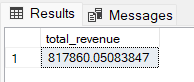 Results Messages
total_revenue
1 817860.05083847